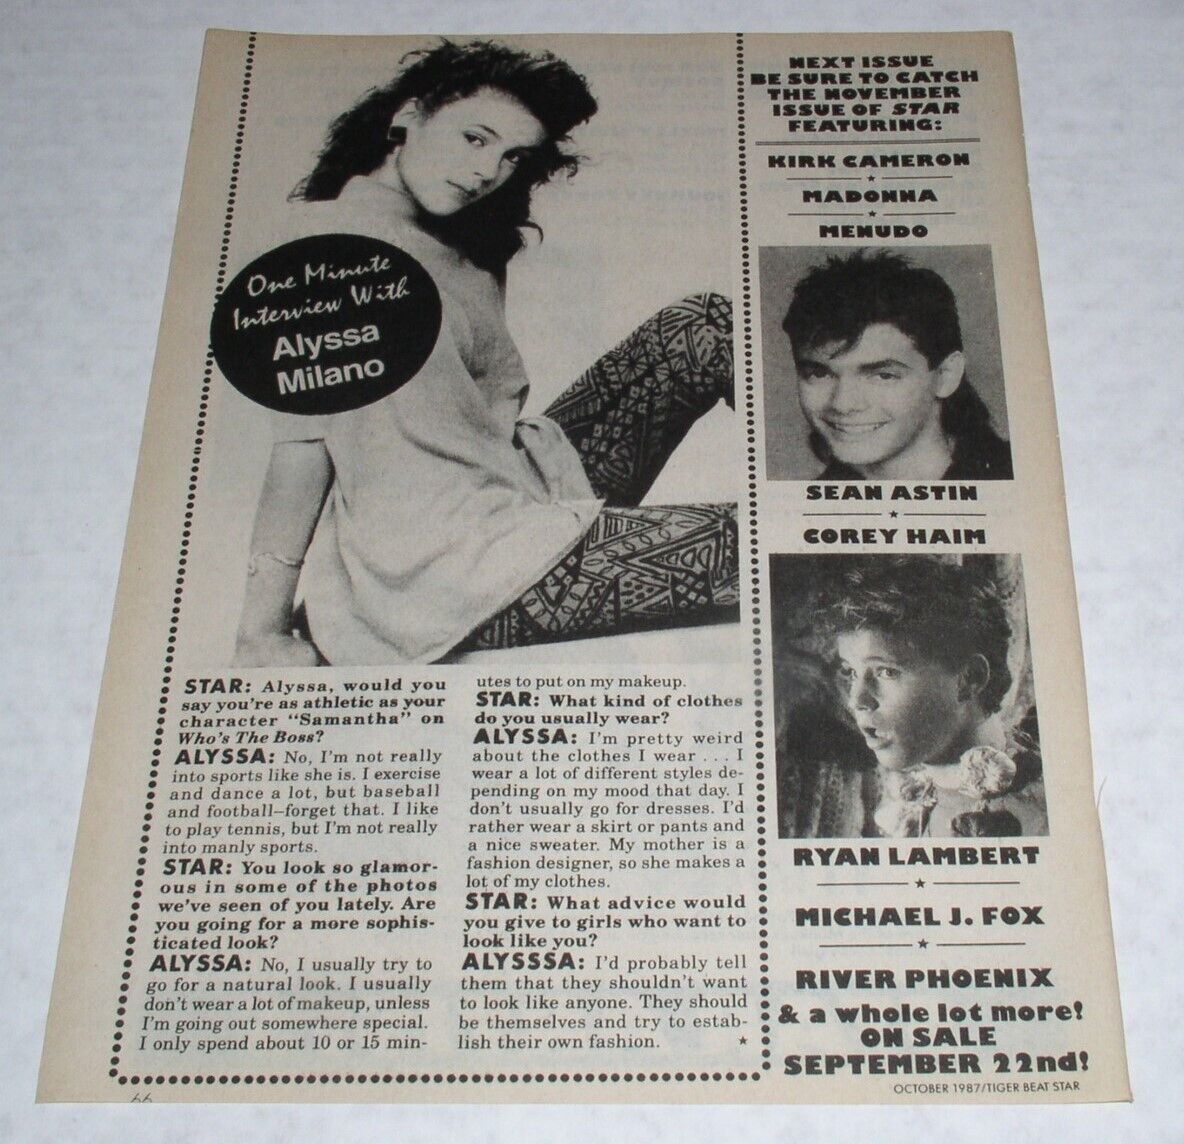 One Minute
Interview With
Alyssa
Milano
STAR: Alyssa, would you
say you're as athletic as your
character "Samantha" on
Who's The Boss?
ALYSSA: No, I'm not really
into sports like she is. I exercise
and dance a lot, but baseball
and football–forget that. I like
to play tennis, but I'm not really
into manly sports.
STAR: You look so glamor-
ous in some of the photos
we've seen of you lately. Are
you going for a more sophis-
ticated look?
ALYSSA: No, I usually try to
go for a natural look. I usually
don't wear a lot of makeup, unless
I'm going out somewhere special.
I only spend about 10 or 15 min-
utes to put on my makeup.
STAR: What kind of clothes
do you usually wear?
ALYSSA: I'm pretty weird
about the clothes I wear . . . I
wear a lot of different styles de-
pending on my mood that day. I
don't usually go for dresses. I'd
rather wear a skirt or pants and
a nice sweater. My mother is a
fashion designer, so she makes a
lot of my clothes.
STAR: What advice would
you give to girls who want to
look like you?
ALYSSSA: I'd probably tell
them that they shouldn't want
to look like anyone. They should
be themselves and try to estab-
lish their own fashion. ★
NEXT ISSUE
BE SURE TO CATCH
THE NOVEMBER
ISSUE OF STAR
FEATURING:
KIRK CAMERON
MADONNA
MENUDO
SEAN ASTIN
COREY HAIM
RYAN LAMBERT
MICHAEL J. FOX
RIVER PHOENIX
& a whole lot more!
ON SALE
SEPTEMBER 22nd!
OCTOBER 1987/TIGER BEAT STAR
66